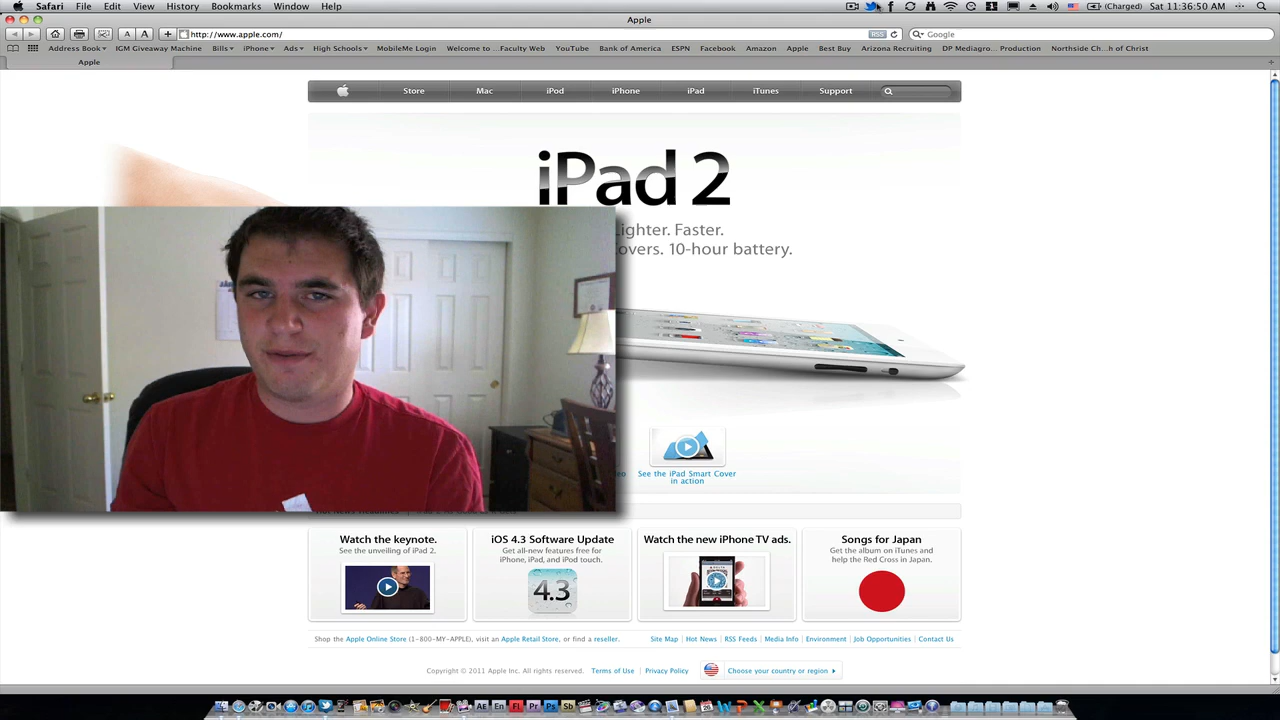 Safari File Edit View History Bookmarks Window Help
(Charged) Sat 11:36:50 AM
Apple
A A + http://www.apple.com/ RSS Google
Address Book IGM Giveaway Machine Bills iPhone Ads High Schools MobileMe Login Welcome to ...Faculty Web YouTube Bank of America ESPN Facebook Amazon Apple Best Buy Arizona Recruiting DP Mediagro... Production Northside Ch...h of Christ
Apple
Store Mac iPod iPhone iPad iTunes Support
iPad 2
Lighter. Faster.
overs. 10-hour battery.
See the iPad Smart Cover
in action
Watch the keynote.
See the unveiling of iPad 2.
iOS 4.3 Software Update
Get all-new features free for
iPhone, iPad, and iPod touch.
4.3
Watch the new iPhone TV ads.
Songs for Japan
Get the album on iTunes and
help the Red Cross in Japan.
Shop the Apple Online Store (1-800-MY-APPLE), visit an Apple Retail Store, or find a reseller.
Site Map Hot News RSS Feeds Media Info Environment Job Opportunities Contact Us
Copyright © 2011 Apple Inc. All rights reserved. Terms of Use Privacy Policy Choose your country or region
AE En Fl Pr Ps Sb